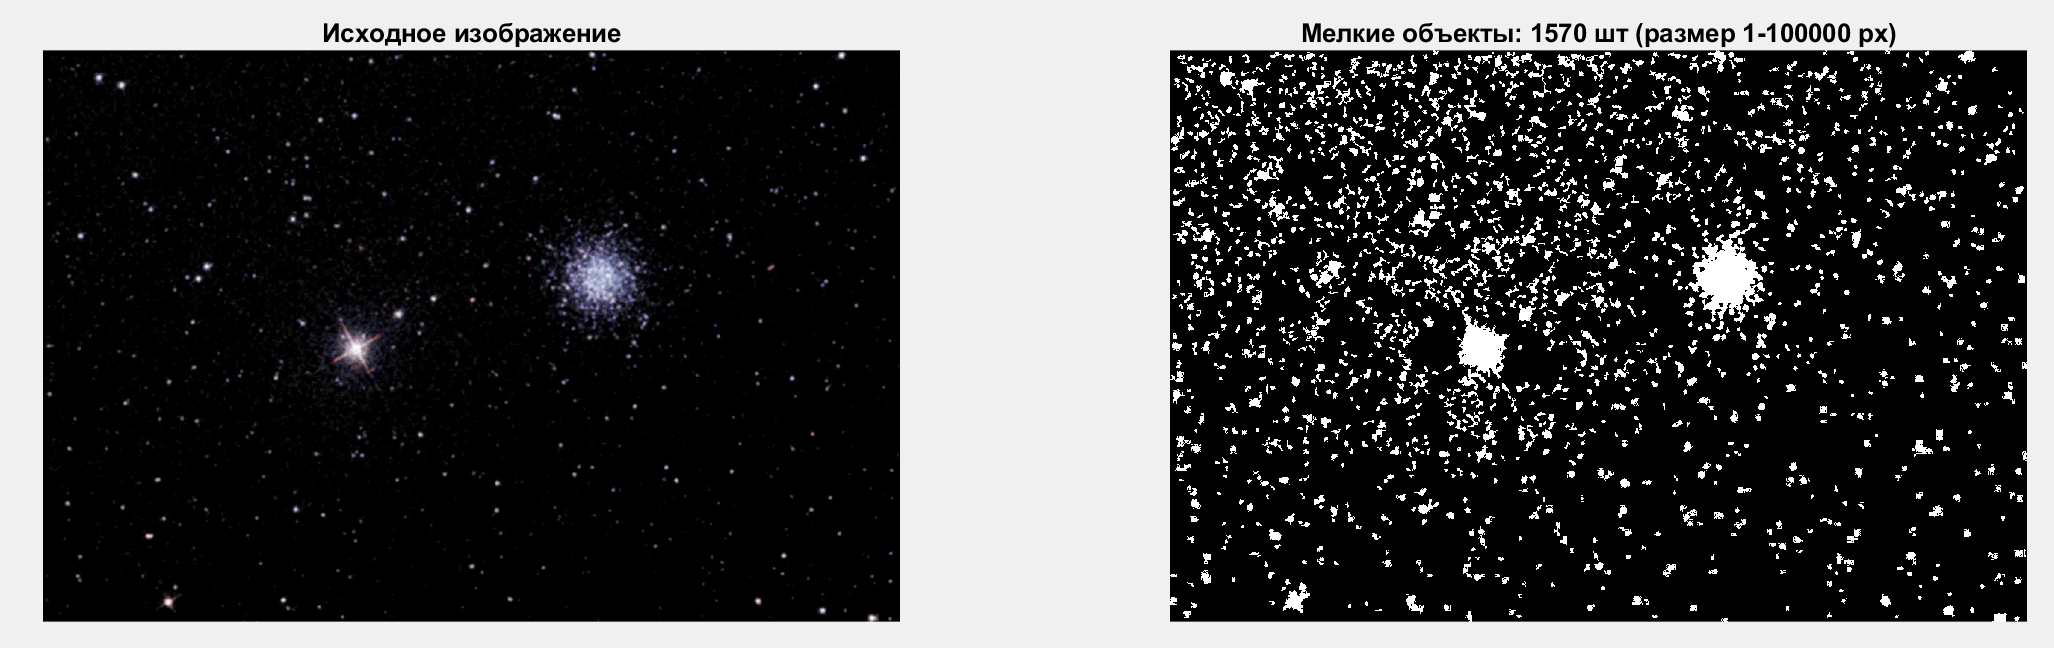 Исходное изображение
Мелкие объекты: 1570 шт (размер 1-100000 px)